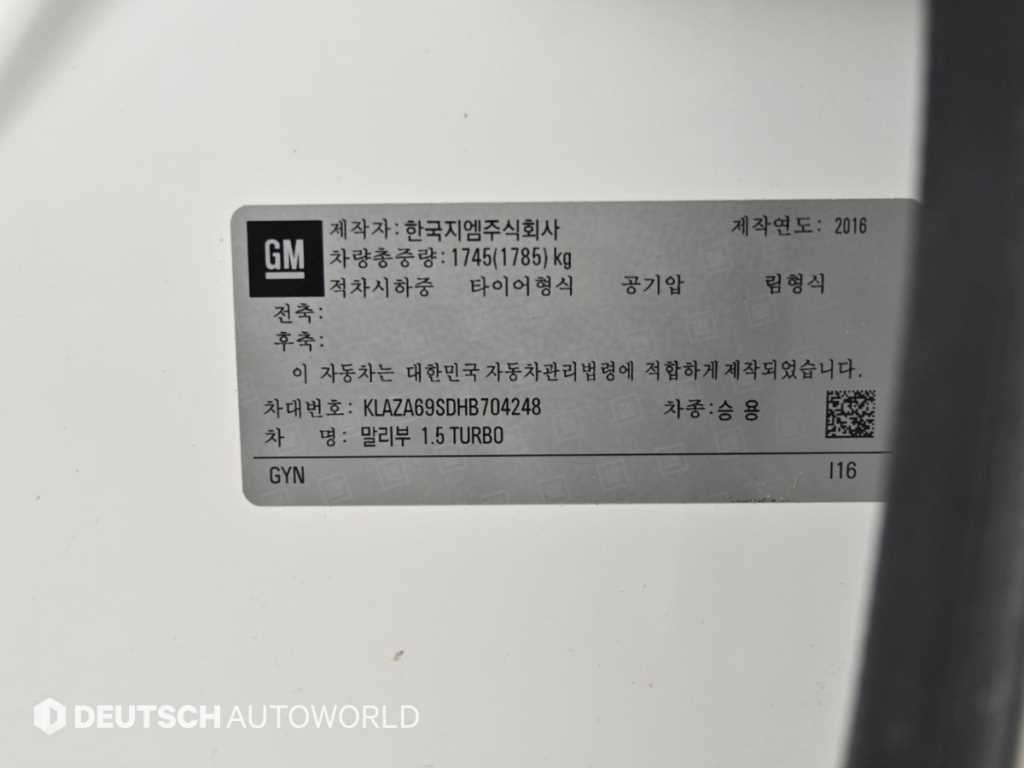 GM
제작자: 한국지엠주식회사 제작연도: 2016
차량총중량: 1745(1785) kg
적차시하중 타이어형식 공기압 림형식
전축:
후축:
이 자동차는 대한민국 자동차관리법령에 적합하게 제작되었습니다.
차대번호: KLAZA69SDHB704248 차종: 승 용
차 명: 말리부 1.5 TURBO
GYN I16
DEUTSCH AUTOWORLD